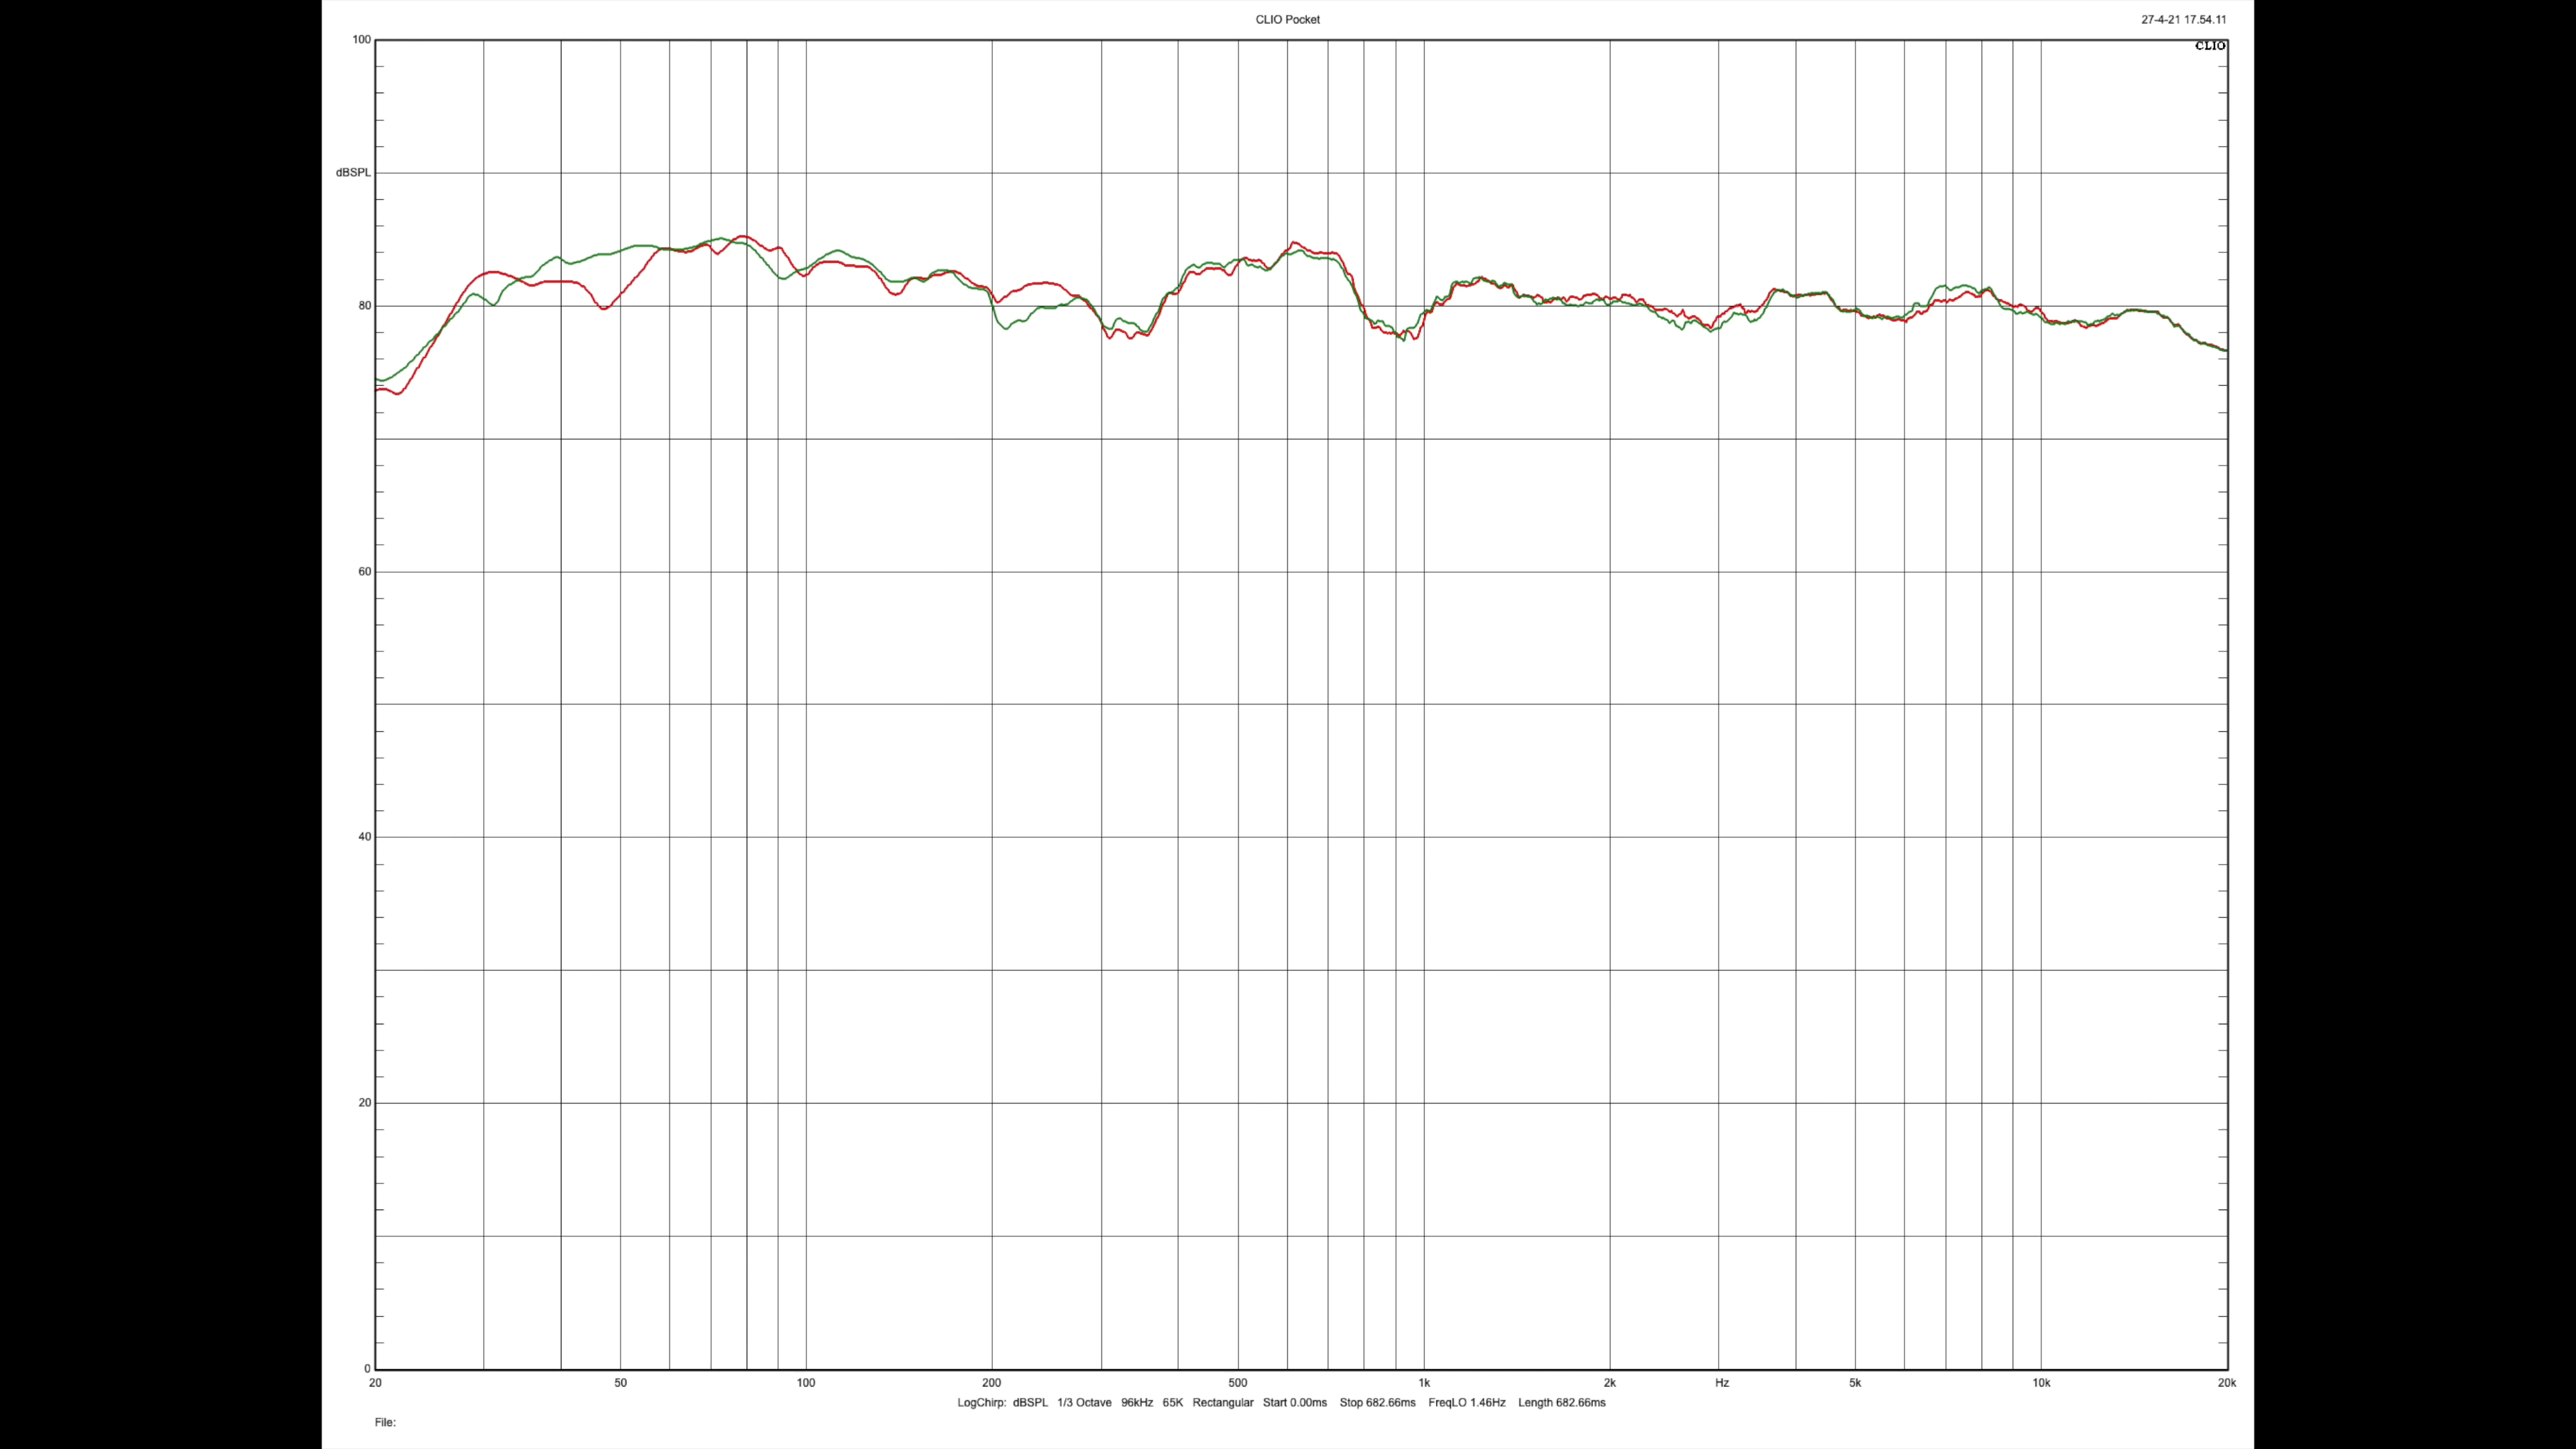 CLIO Pocket
27-4-21 17.54.11
100
CLIO
dBSPL
80
60
40
20
0
20 50 100 200 500 1k 2k Hz 5k 10k 20k
LogChirp: dBSPL 1/3 Octave 96kHz 65K Rectangular Start 0.00ms Stop 682.66ms FreqLO 1.46Hz Length 682.66ms
File: